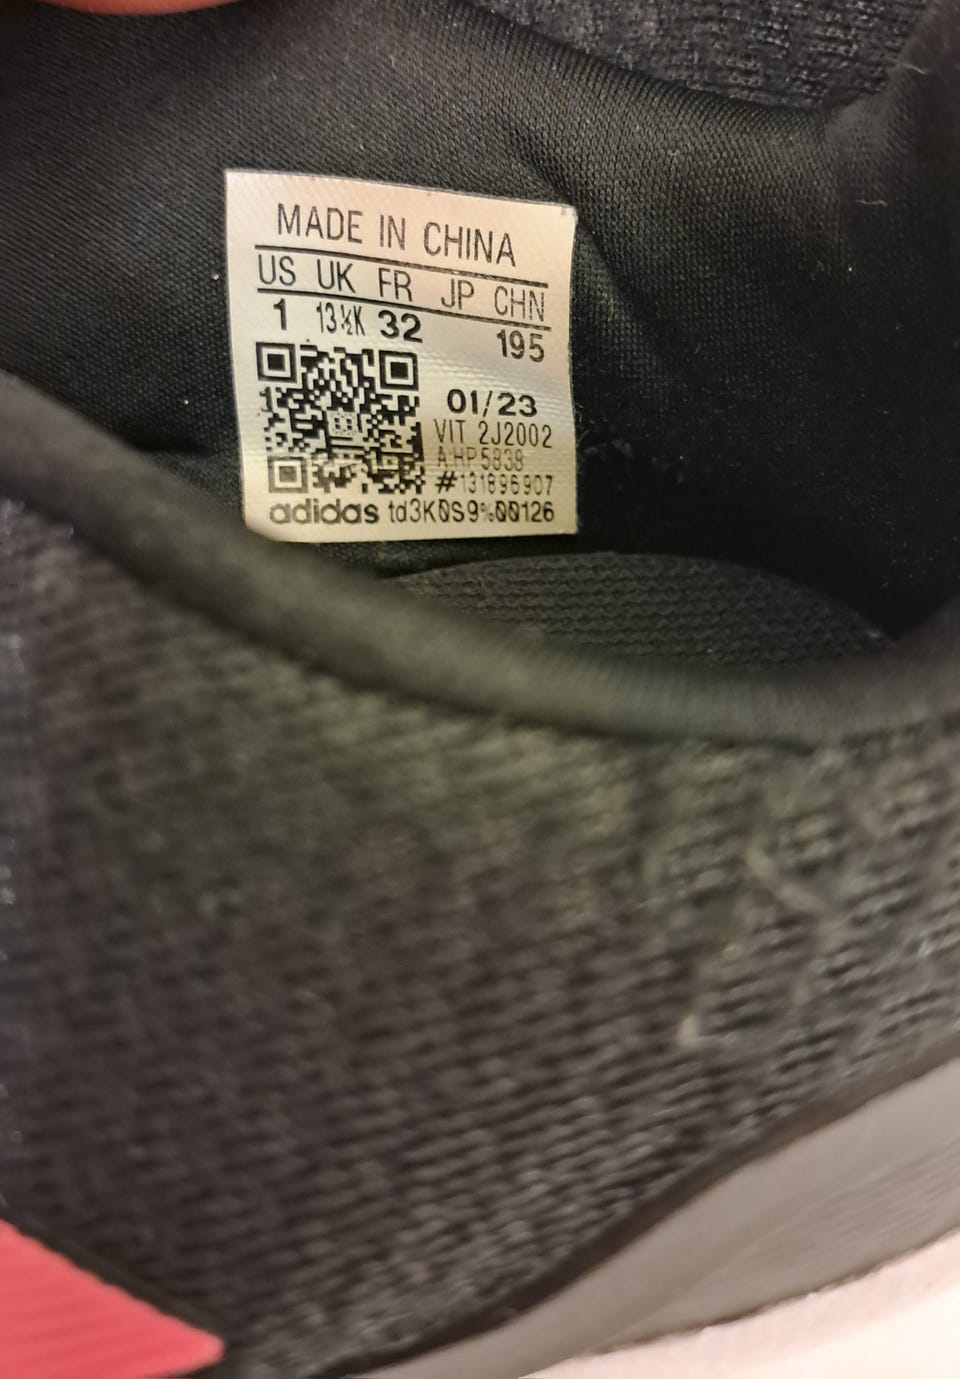 MADE IN CHINA
US UK FR JP CHN
1 13½K 32 195
01/23
VIT 2J2002
A:HP5838
#131896907
adidas td3K0S9%00126